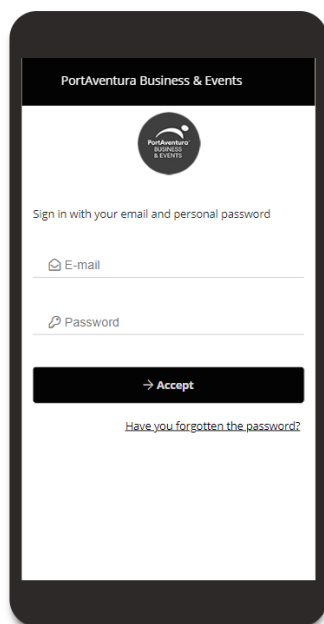 PortAventura Business & Events
PortAventura
BUSINESS
& EVENTS
Sign in with your email and personal password
E-mail
Password
→ Accept
Have you forgotten the password?